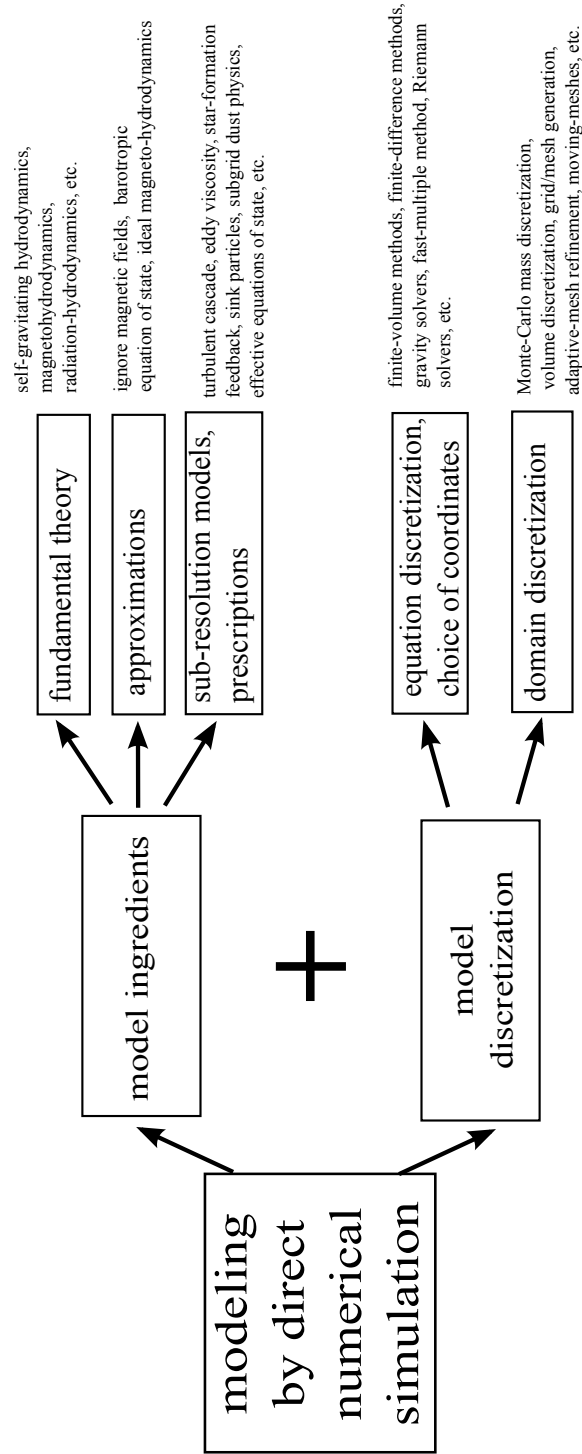 modeling
by direct
numerical
simulation
model ingredients
+
model
discretization
fundamental theory
self-gravitating hydrodynamics,
magnetohydrodynamics,
radiation-hydrodynamics, etc.
approximations
ignore magnetic fields, barotropic
equation of state, ideal magneto-hydrodynamics
sub-resolution models,
prescriptions
turbulent cascade, eddy viscosity, star-formation
feedback, sink particles, subgrid dust physics,
effective equations of state, etc.
equation discretization,
choice of coordinates
finite-volume methods, finite-difference methods,
gravity solvers, fast-multiple method, Riemann
solvers, etc.
domain discretization
Monte-Carlo mass discretization,
volume discretization, grid/mesh generation,
adaptive-mesh refinement, moving-meshes, etc.